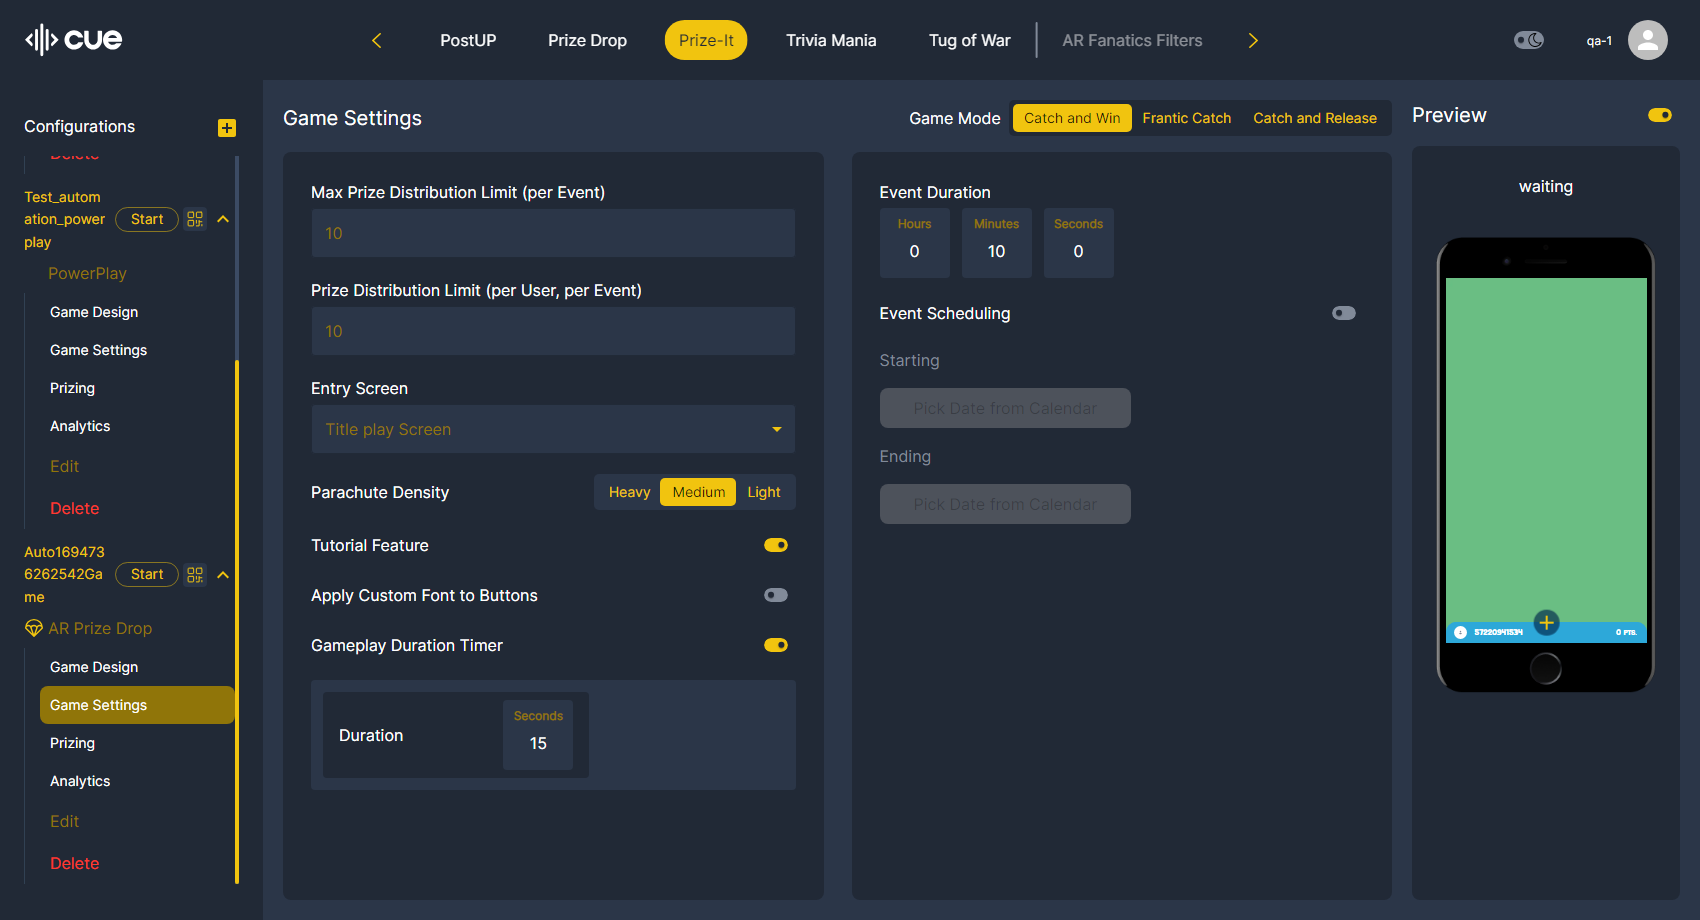 cue
PostUP
Prize Drop
Prize-It
Trivia Mania
Tug of War
AR Fanatics Filters
qa-1
Configurations
Delete
Test_autom
ation_power
play
Start
PowerPlay
Game Design
Game Settings
Prizing
Analytics
Edit
Delete
Auto169473
6262542Ga
me
Start
AR Prize Drop
Game Design
Game Settings
Prizing
Analytics
Edit
Delete
Game Settings
Game Mode
Catch and Win
Frantic Catch
Catch and Release
Max Prize Distribution Limit (per Event)
10
Prize Distribution Limit (per User, per Event)
10
Entry Screen
Title play Screen
Parachute Density
Heavy
Medium
Light
Tutorial Feature
Apply Custom Font to Buttons
Gameplay Duration Timer
Duration
Seconds
15
Event Duration
Hours
0
Minutes
10
Seconds
0
Event Scheduling
Starting
Pick Date from Calendar
Ending
Pick Date from Calendar
Preview
waiting
0 PTS.